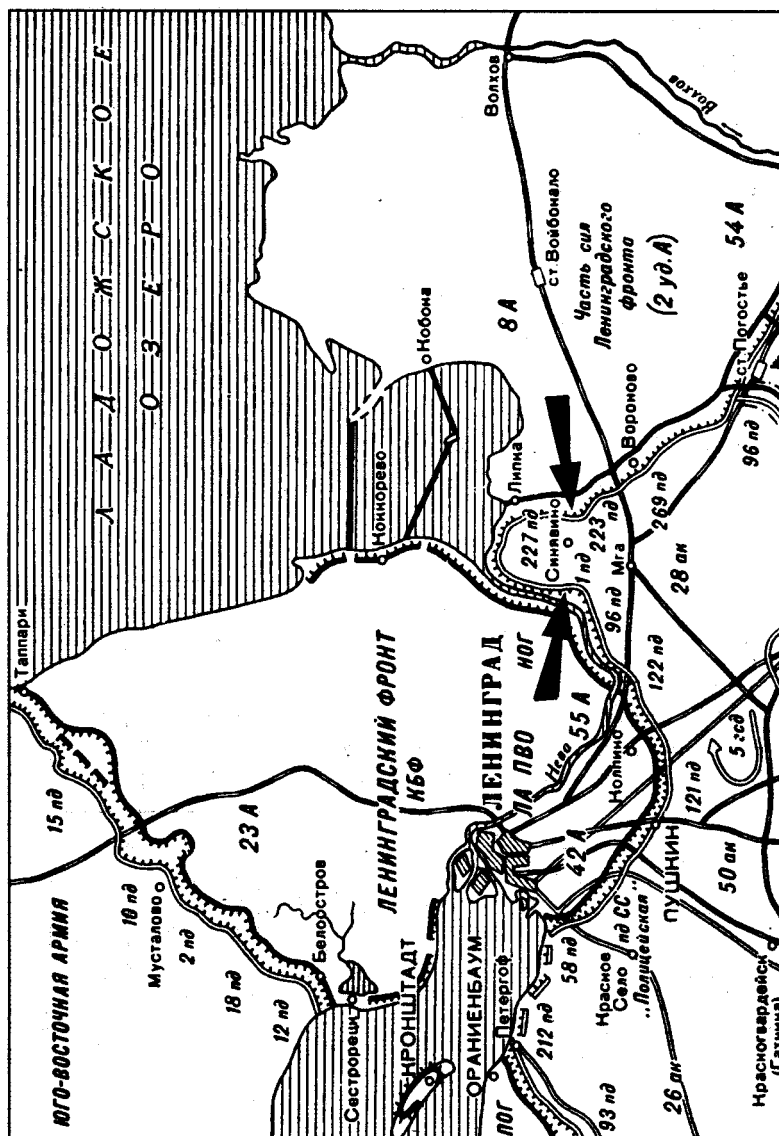 ЛАДОЖСКОЕ
ОЗЕРО
Волхов
Волхов
Таппари
Коккорево
Кобона
ст. Войбокало
8 А
Часть сил
Ленинградского
фронта
(2 уд. А)
54 А
ст. Погостье
Липка
Вороново
96 пд
269 пд
227 пд
Синявино
223 пд
1 пд
96 пд
Мга
28 ак
122 пд
ЮГО-ВОСТОЧНАЯ АРМИЯ
15 пд
10 пд
Мусталово
2 пд
18 пд
12 пд
23 А
Белоостров
Сестрорецк
ЛЕНИНГРАДСКИЙ ФРОНТ
КБФ
ЛЕНИНГРАД
ЛА ПВО
НОГ
Нева
55 А
42 А
Колпино
5 гсд
121 пд
50 ак
ПУШКИН
КРОНШТАДТ
ОРАНИЕНБАУМ
Петергоф
ПОГ
212 пд
58 пд
Красное
Село
пд СС
„Полицейская"
93 пд
26 ак
Красногвардейск
(Гатчина)